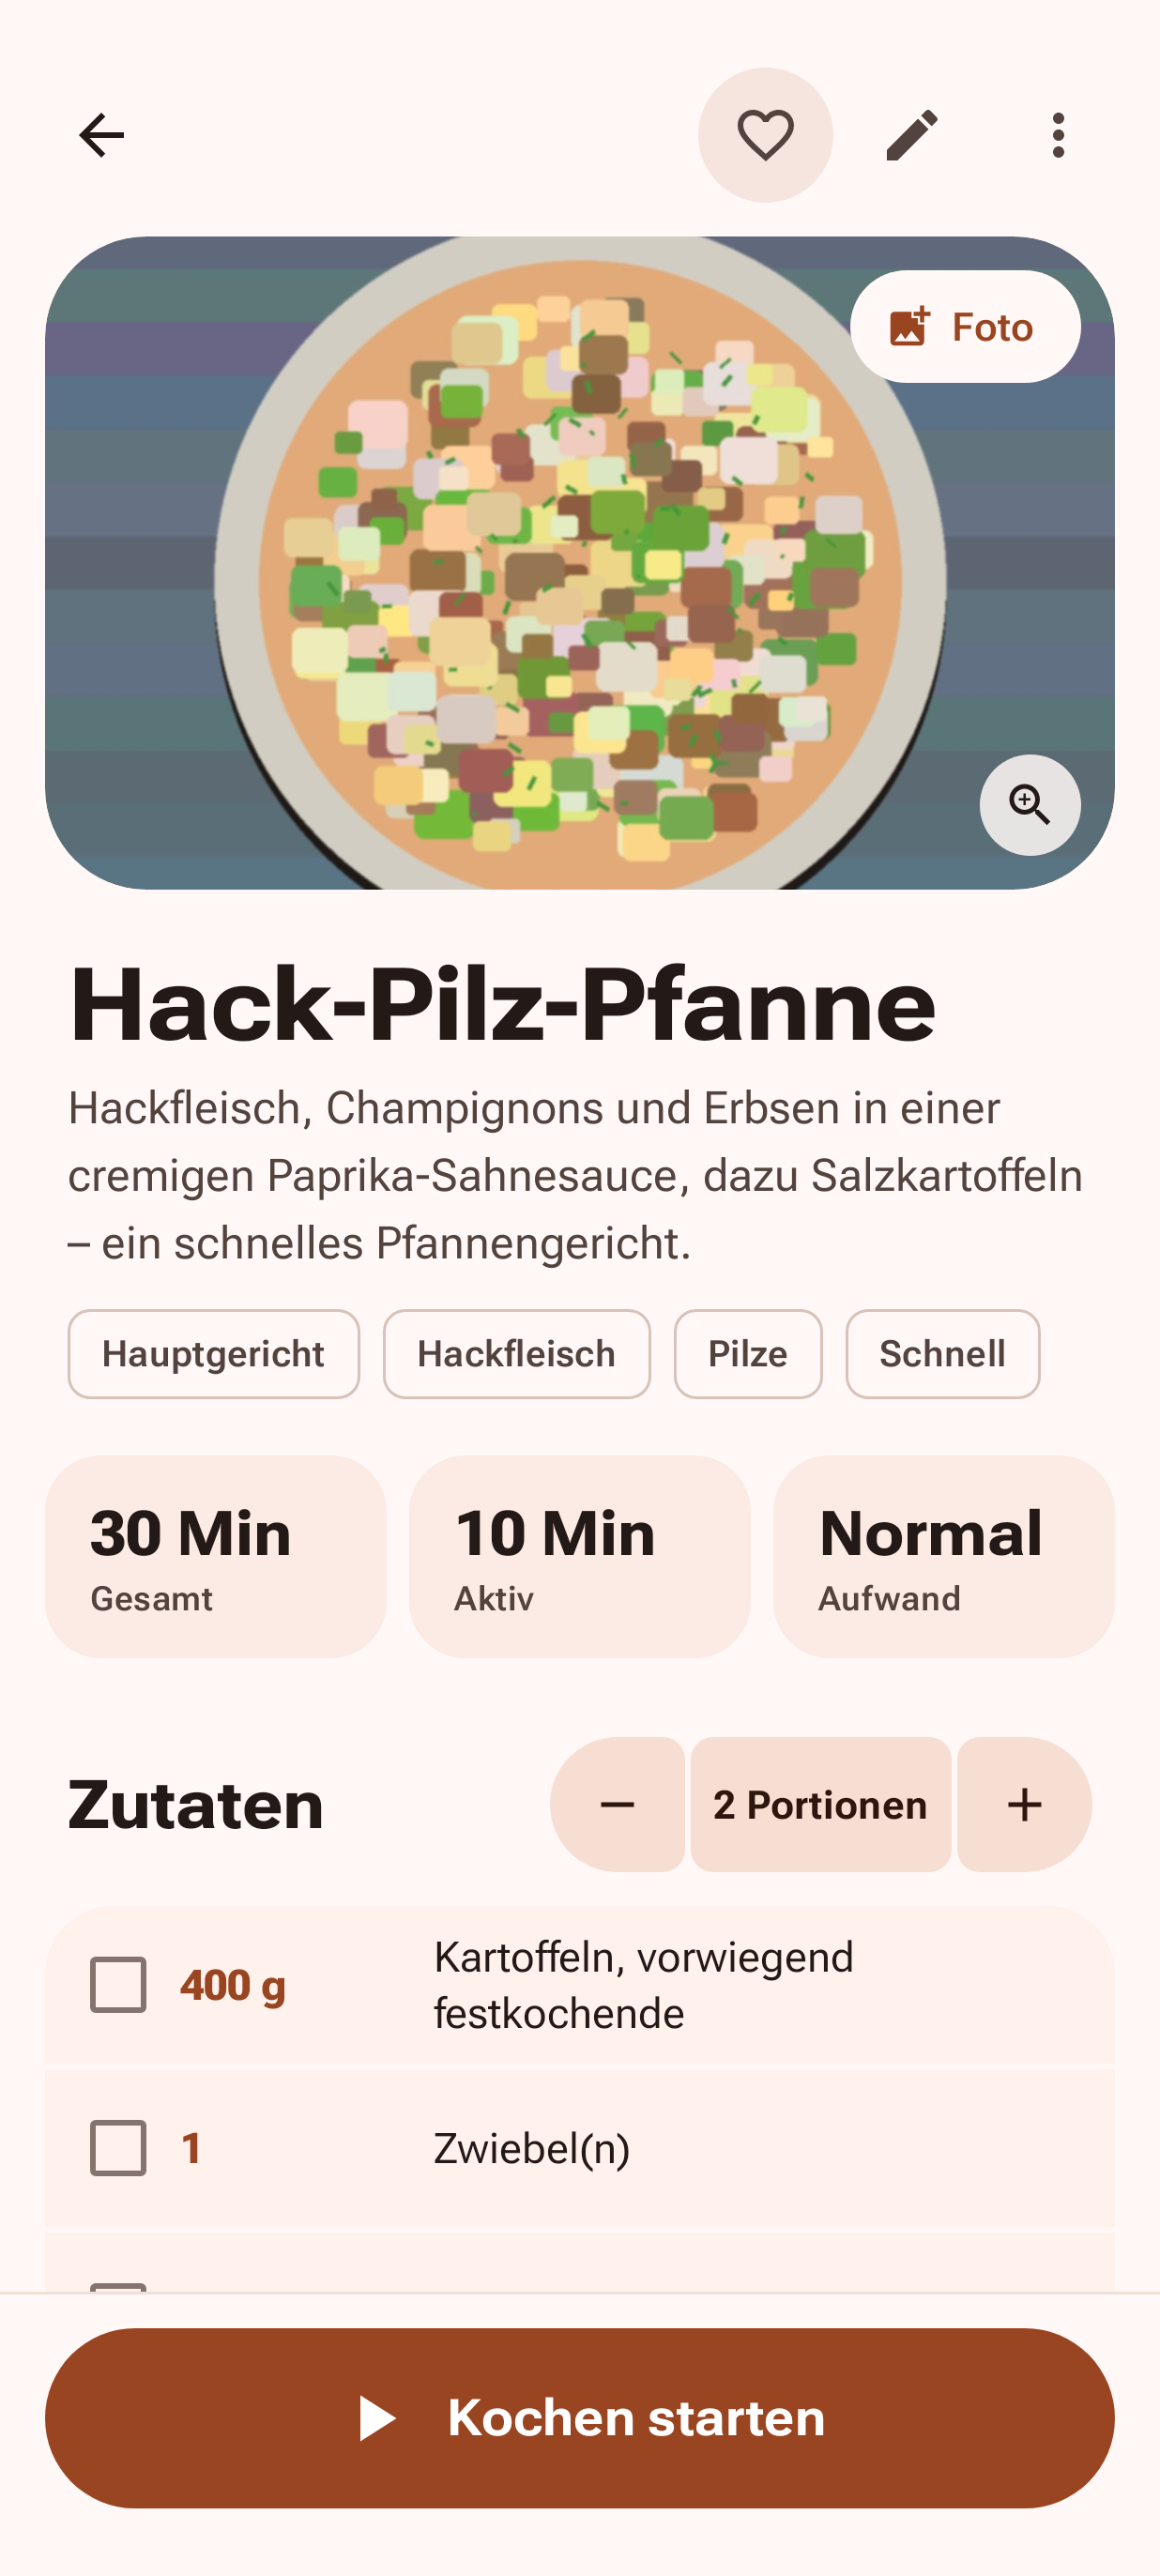 Foto
Hack-Pilz-Pfanne
Hackfleisch, Champignons und Erbsen in einer
cremigen Paprika-Sahnesauce, dazu Salzkartoffeln
– ein schnelles Pfannengericht.
Hauptgericht
Hackfleisch
Pilze
Schnell
30 Min
Gesamt
10 Min
Aktiv
Normal
Aufwand
Zutaten
2 Portionen
400 g
Kartoffeln, vorwiegend
festkochende
1
Zwiebel(n)
Kochen starten